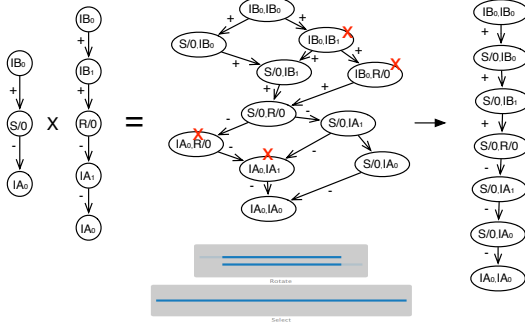 IB₀
+
S/0
-
IA₀
x
IB₀
+
IB₁
+
R/0
-
IA₁
-
IA₀
=
IB₀,IB₀
+
+
S/0,IB₀
IB₀,IB₁
x
+
+
+
S/0,IB₁
IB₀,R/0
x
+
+
S/0,R/0
-
-
IA₀,R/0
x
S/0,IA₁
-
-
IA₀,IA₁
x
S/0,IA₀
-
-
IA₀,IA₀
IB₀,IB₀
+
S/0,IB₀
+
S/0,IB₁
+
S/0,R/0
-
S/0,IA₁
-
S/0,IA₀
-
IA₀,IA₀
Rotate
Select